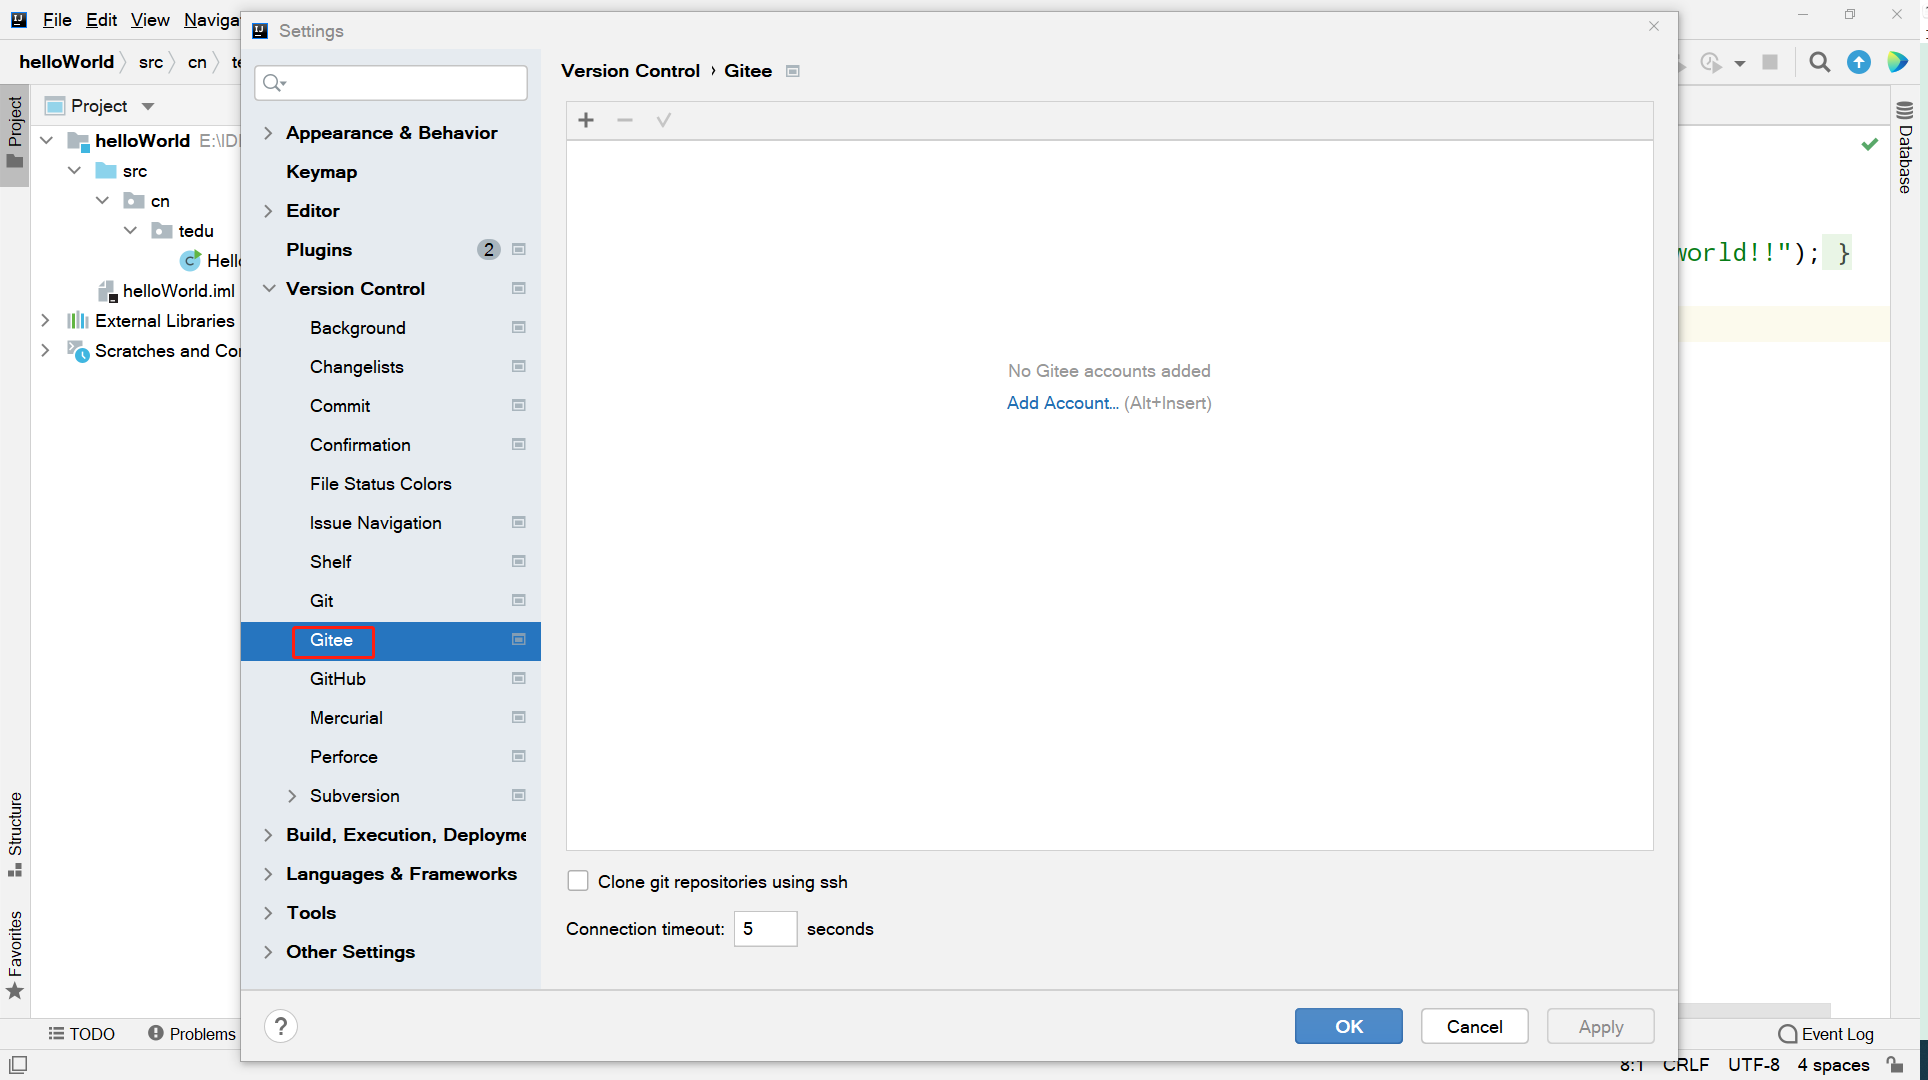 File Edit View Naviga
Settings
helloWorld src cn te
Version Control › Gitee
Project
Project
helloWorld E:\ID
src
cn
tedu
Hello
helloWorld.iml
External Libraries
Scratches and Co
Appearance & Behavior
Keymap
Editor
Plugins 2
Version Control
Background
Changelists
Commit
Confirmation
File Status Colors
Issue Navigation
Shelf
Git
Gitee
GitHub
Mercurial
Perforce
Subversion
Build, Execution, Deployme
Languages & Frameworks
Tools
Other Settings
No Gitee accounts added
Add Account... (Alt+Insert)
Clone git repositories using ssh
Connection timeout: 5 seconds
world!!"); }
Database
Structure
Favorites
? OK Cancel Apply
TODO Problems Event Log
8:1 CRLF UTF-8 4 spaces